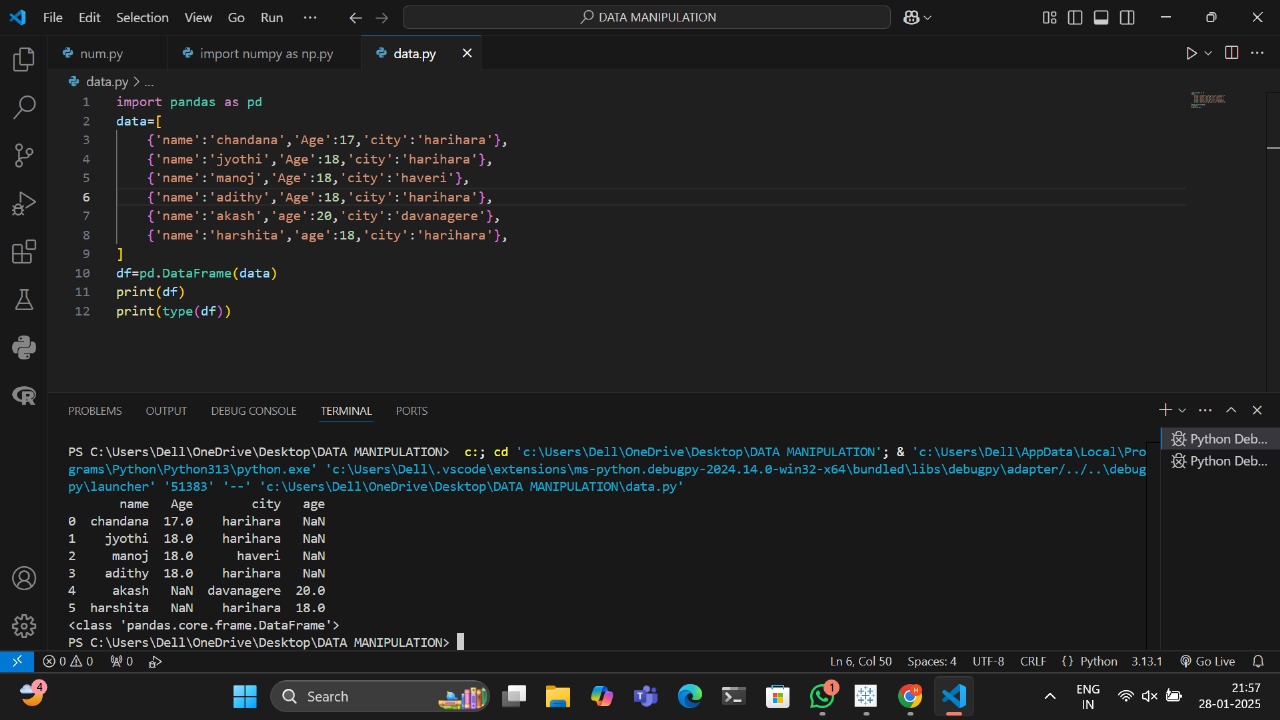 File Edit Selection View Go Run ··· DATA MANIPULATION
num.py import numpy as np.py data.py
data.py > ...
1 import pandas as pd
2 data=[
3 {'name':'chandana','Age':17,'city':'harihara'},
4 {'name':'jyothi','Age':18,'city':'harihara'},
5 {'name':'manoj','Age':18,'city':'haveri'},
6 {'name':'adithy','Age':18,'city':'harihara'},
7 {'name':'akash','age':20,'city':'davanagere'},
8 {'name':'harshita','age':18,'city':'harihara'},
9 ]
10 df=pd.DataFrame(data)
11 print(df)
12 print(type(df))
PROBLEMS OUTPUT DEBUG CONSOLE TERMINAL PORTS
PS C:\Users\Dell\OneDrive\Desktop\DATA MANIPULATION> c:; cd 'c:\Users\Dell\OneDrive\Desktop\DATA MANIPULATION'; & 'c:\Users\Dell\AppData\Local\Pro
grams\Python\Python313\python.exe' 'c:\Users\Dell\.vscode\extensions\ms-python.debugpy-2024.14.0-win32-x64\bundled\libs\debugpy\adapter/../..\debug
py\launcher' '51383' '--' 'c:\Users\Dell\OneDrive\Desktop\DATA MANIPULATION\data.py'
name Age city age
0 chandana 17.0 harihara NaN
1 jyothi 18.0 harihara NaN
2 manoj 18.0 haveri NaN
3 adithy 18.0 harihara NaN
4 akash NaN davanagere 20.0
5 harshita NaN harihara 18.0
<class 'pandas.core.frame.DataFrame'>
PS C:\Users\Dell\OneDrive\Desktop\DATA MANIPULATION>
Python Deb...
Python Deb...
0 0 0 Ln 6, Col 50 Spaces: 4 UTF-8 CRLF {} Python 3.13.1 Go Live
4 Search 1 ENG 21:57
IN 28-01-2025